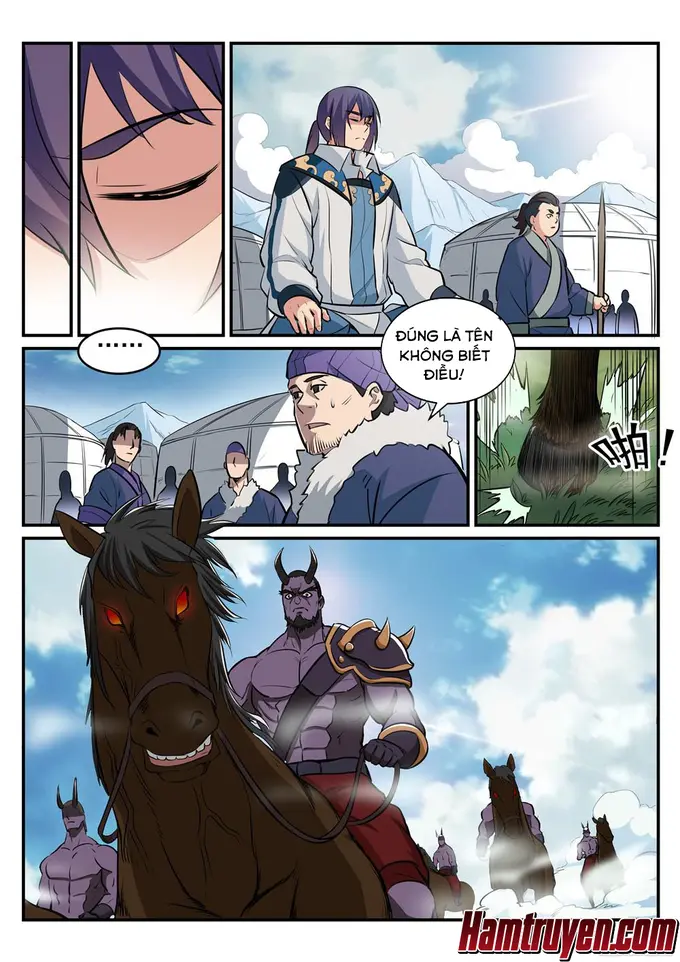 ......
ĐÚNG LÀ TÊN
KHÔNG BIẾT
ĐIỀU!
啪!
Hamtruyen.com